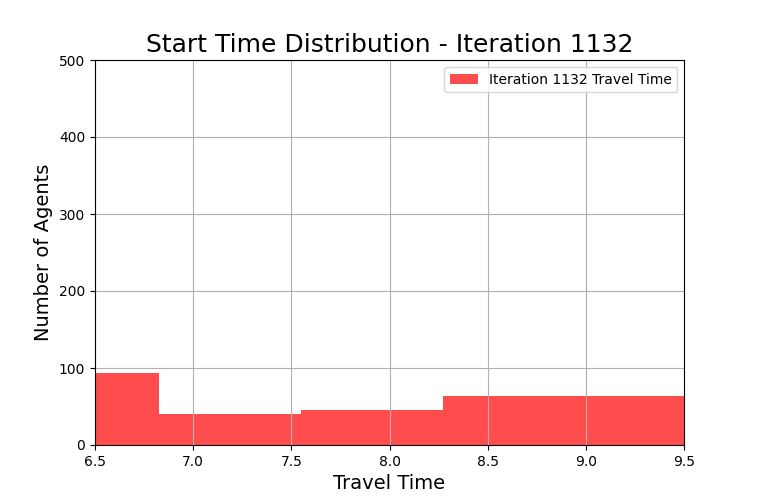 Start Time Distribution - Iteration 1132
Iteration 1132 Travel Time
Number of Agents
500
400
300
200
100
0
6.5 7.0 7.5 8.0 8.5 9.0 9.5
Travel Time